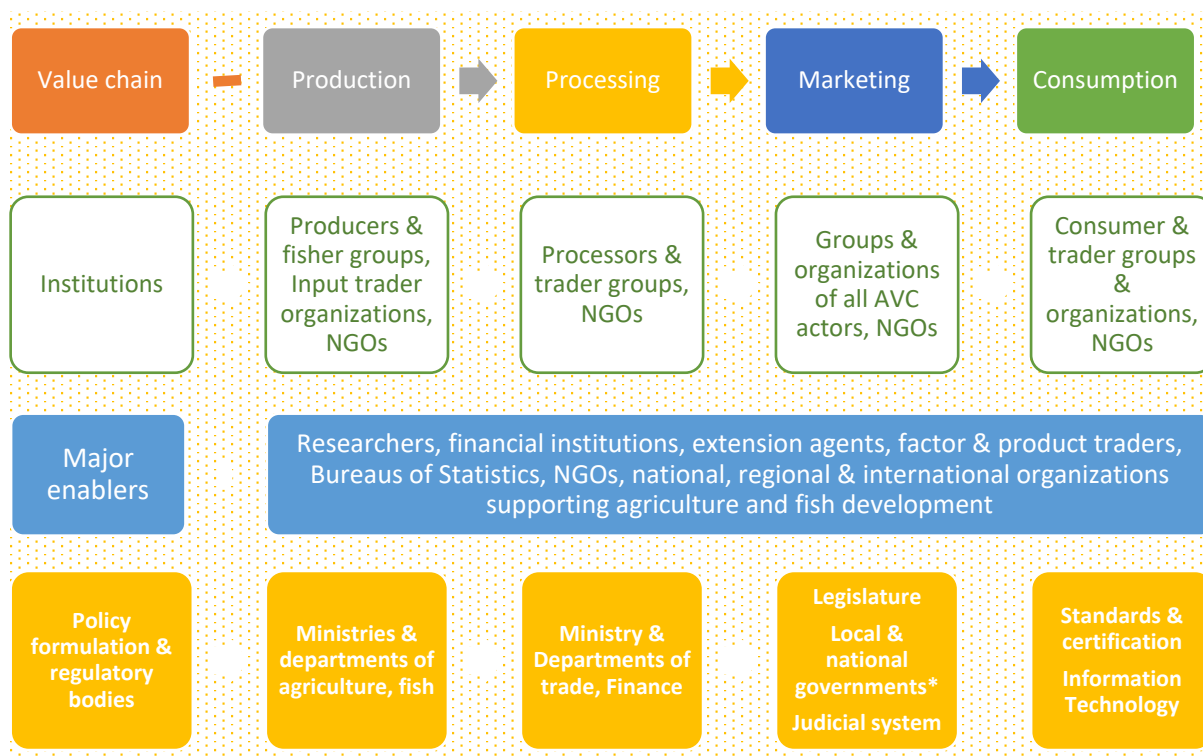 Value chain
Production
Processing
Marketing
Consumption
Institutions
Producers &
fisher groups,
Input trader
organizations,
NGOs
Processors &
trader groups,
NGOs
Groups &
organizations
of all AVC
actors, NGOs
Consumer &
trader groups
&
organizations,
NGOs
Major
enablers
Researchers, financial institutions, extension agents, factor & product traders,
Bureaus of Statistics, NGOs, national, regional & international organizations
supporting agriculture and fish development
Policy
formulation &
regulatory
bodies
Ministries &
departments of
agriculture, fish
Ministry &
Departments of
trade, Finance
Legislature
Local &
national
governments*
Judicial system
Standards &
certification
Information
Technology